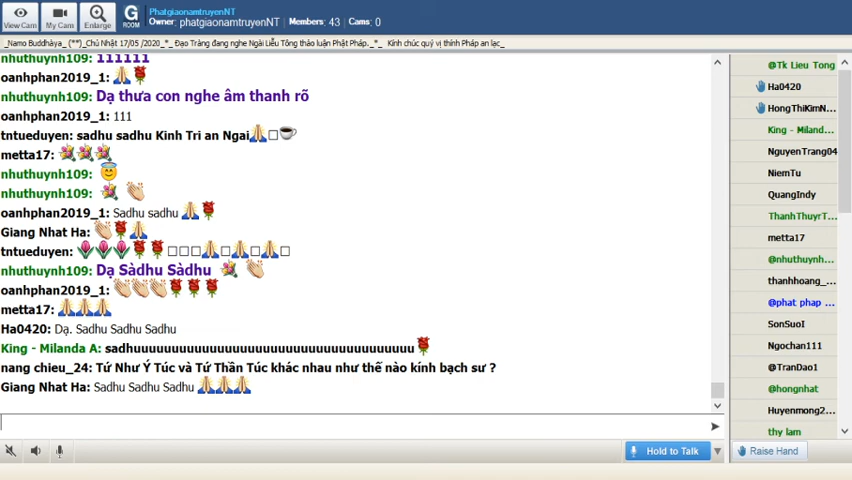 View Cam
My Cam
Enlarge
G
ROOM
PhatgiaonamtruyenNT
Owner: phatgiaonamtruyenNT | Members: 43 | Cams: 0
_Namo Buddhàya_ (**)_Chủ Nhật 17/05 /2020_*_ Đạo Tràng đang nghe Ngài Liễu Tông thảo luận Phật Pháp._*_ Kính chúc quý vị thính Pháp an lạc_
nhuthuynh109: 111111
oanhphan2019_1: 🙏🌹
nhuthuynh109: Dạ thưa con nghe âm thanh rõ
oanhphan2019_1: 111
tntueduyen: sadhu sadhu Kinh Tri an Ngai🙏□☕
metta17: 💐💐💐
nhuthuynh109: 😇
nhuthuynh109: 💐 👏
oanhphan2019_1: Sadhu sadhu 🙏🌹
Giang Nhat Ha: 👏🌹🙏
tntueduyen: 🌷🌷🌷🌹🌹□□□🙏□🙏□🙏□
nhuthuynh109: Dạ Sàdhu Sàdhu 💐 👏
oanhphan2019_1: 👏👏👏🌹🌹🌹
metta17: 🙏🙏🙏
Ha0420: Dạ. Sadhu Sadhu Sadhu
King - Milanda A: sadhuuuuuuuuuuuuuuuuuuuuuuuuuuuuuuuuuuuuu🌹
nang chieu_24: Tứ Như Ý Túc và Tứ Thần Túc khác nhau như thế nào kính bạch sư ?
Giang Nhat Ha: Sadhu Sadhu Sadhu 🙏🙏🙏
@Tk Lieu Tong
Ha0420
HongThiKimN...
King - Miland...
NguyenTrang04
NiemTu
QuangIndy
ThanhThuyrT...
metta17
@nhuthuynh...
thanhhoang_...
@phat phap ...
SonSuoI
Ngochan111
@TranDao1
@hongnhat
Huyenmong2...
thy lam
Hold to Talk
Raise Hand